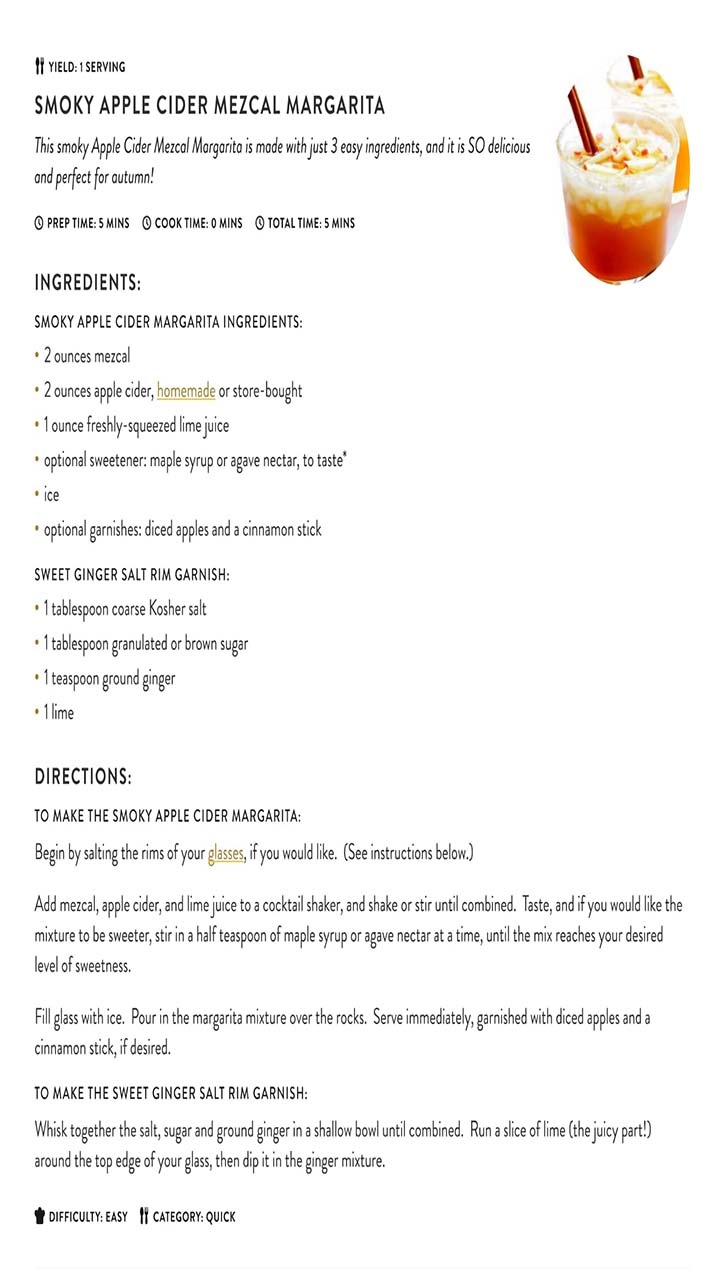 YIELD: 1 SERVING
SMOKY APPLE CIDER MEZCAL MARGARITA
This smoky Apple Cider Mezcal Margarita is made with just 3 easy ingredients, and it is SO delicious
and perfect for autumn!
PREP TIME: 5 MINS COOK TIME: 0 MINS TOTAL TIME: 5 MINS
INGREDIENTS:
SMOKY APPLE CIDER MARGARITA INGREDIENTS:
• 2 ounces mezcal
• 2 ounces apple cider, homemade or store-bought
• 1 ounce freshly-squeezed lime juice
• optional sweetener: maple syrup or agave nectar, to taste*
• ice
• optional garnishes: diced apples and a cinnamon stick
SWEET GINGER SALT RIM GARNISH:
• 1 tablespoon coarse Kosher salt
• 1 tablespoon granulated or brown sugar
• 1 teaspoon ground ginger
• 1 lime
DIRECTIONS:
TO MAKE THE SMOKY APPLE CIDER MARGARITA:
Begin by salting the rims of your glasses, if you would like. (See instructions below.)
Add mezcal, apple cider, and lime juice to a cocktail shaker, and shake or stir until combined. Taste, and if you would like the
mixture to be sweeter, stir in a half teaspoon of maple syrup or agave nectar at a time, until the mix reaches your desired
level of sweetness.
Fill glass with ice. Pour in the margarita mixture over the rocks. Serve immediately, garnished with diced apples and a
cinnamon stick, if desired.
TO MAKE THE SWEET GINGER SALT RIM GARNISH:
Whisk together the salt, sugar and ground ginger in a shallow bowl until combined. Run a slice of lime (the juicy part!)
around the top edge of your glass, then dip it in the ginger mixture.
DIFFICULTY: EASY CATEGORY: QUICK